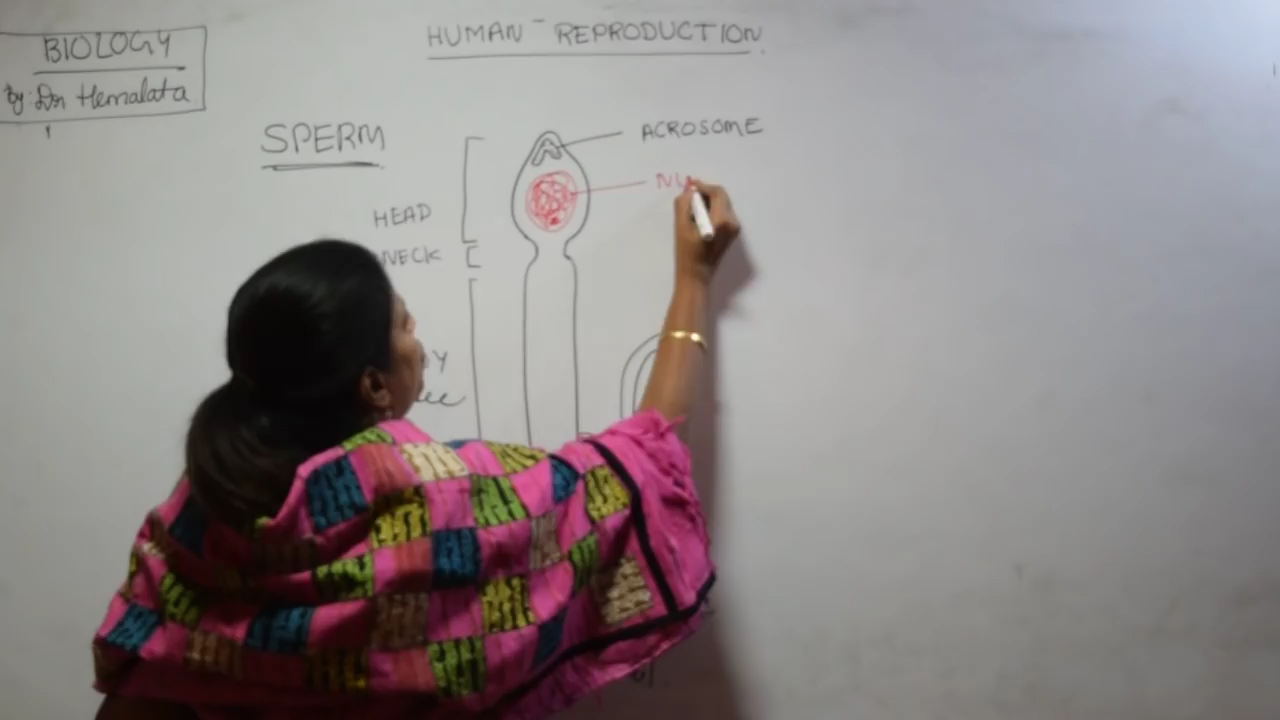 HUMAN - REPRODUCTION
BIOLOGY
by: Dr Hemalata
SPERM
ACROSOME
NU
HEAD
NECK